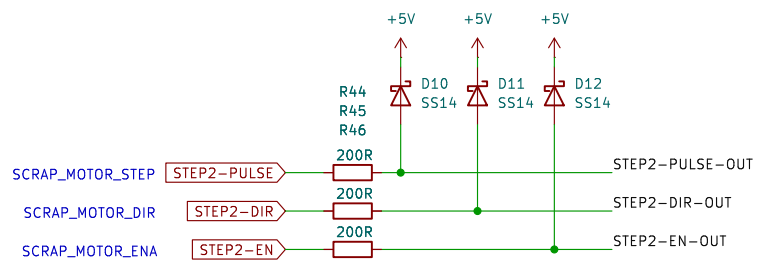 +5V +5V +5V
D10 D11 D12
SS14 SS14 SS14
R44
R45
R46
200R
SCRAP_MOTOR_STEP STEP2-PULSE STEP2-PULSE-OUT
200R
SCRAP_MOTOR_DIR STEP2-DIR STEP2-DIR-OUT
200R
SCRAP_MOTOR_ENA STEP2-EN STEP2-EN-OUT